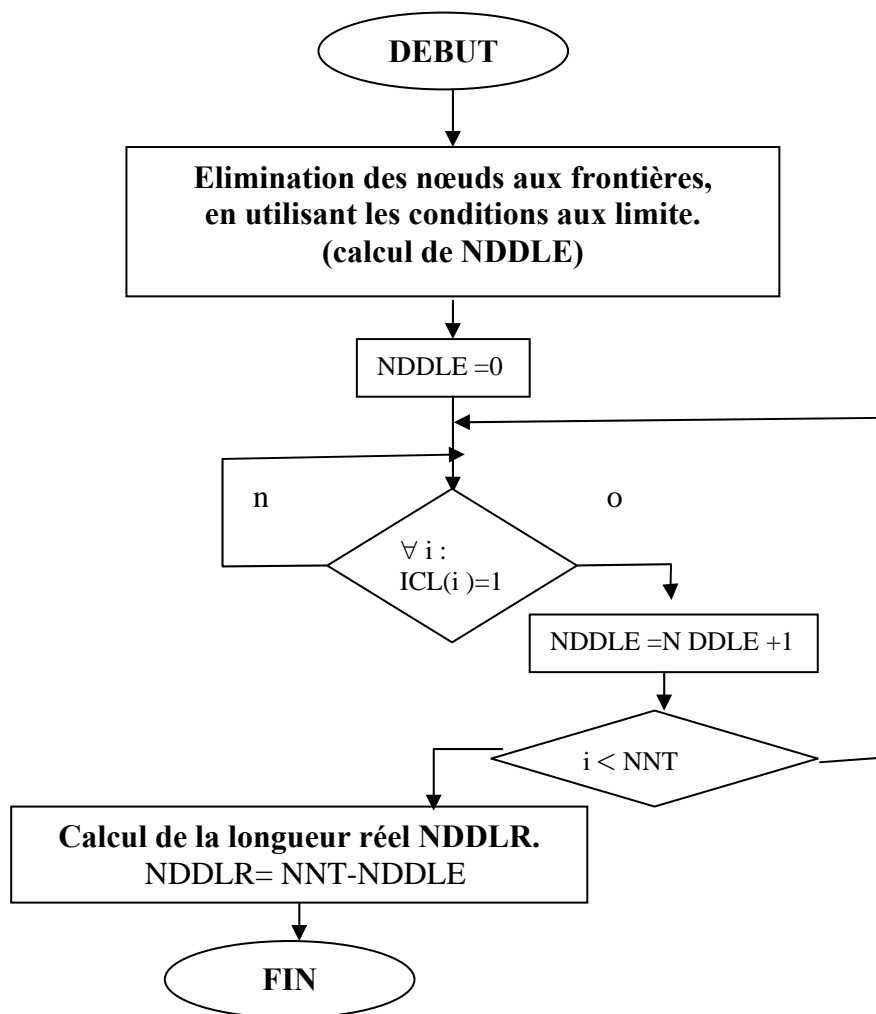 DEBUT
Elimination des nœuds aux frontières,
en utilisant les conditions aux limite.
(calcul de NDDLE)
NDDLE =0
n
o
∀ i :
ICL(i )=1
NDDLE =N DDLE +1
i < NNT
Calcul de la longueur réel NDDLR.
NDDLR= NNT-NDDLE
FIN